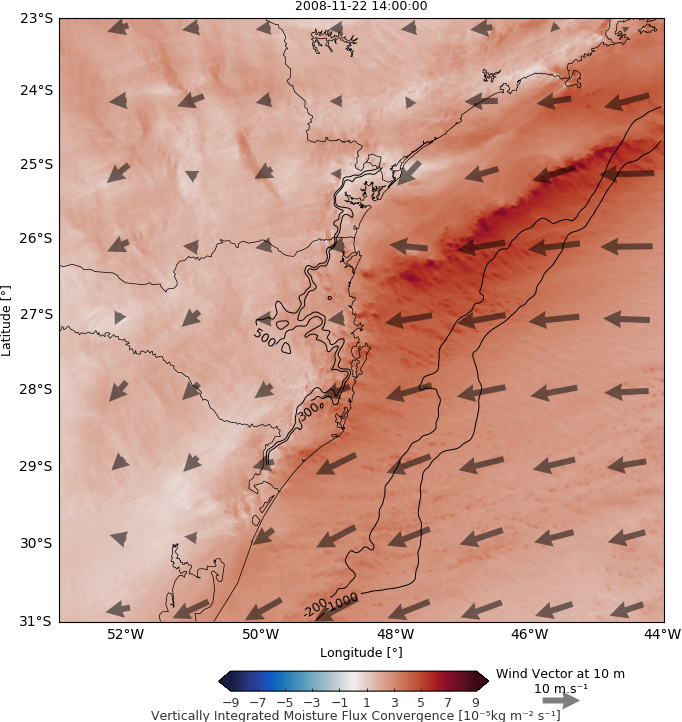 2008-11-22 14:00:00
23°S
24°S
25°S
26°S
27°S
28°S
29°S
30°S
31°S
Latitude [°]
500
300
-200
-1000
52°W 50°W 48°W 46°W 44°W
Longitude [°]
−9 −7 −5 −3 −1 1 3 5 7 9
Wind Vector at 10 m
10 m.s⁻¹
Vertically Integrated Moisture Flux Convergence [10⁻⁵kg m⁻² s⁻¹]